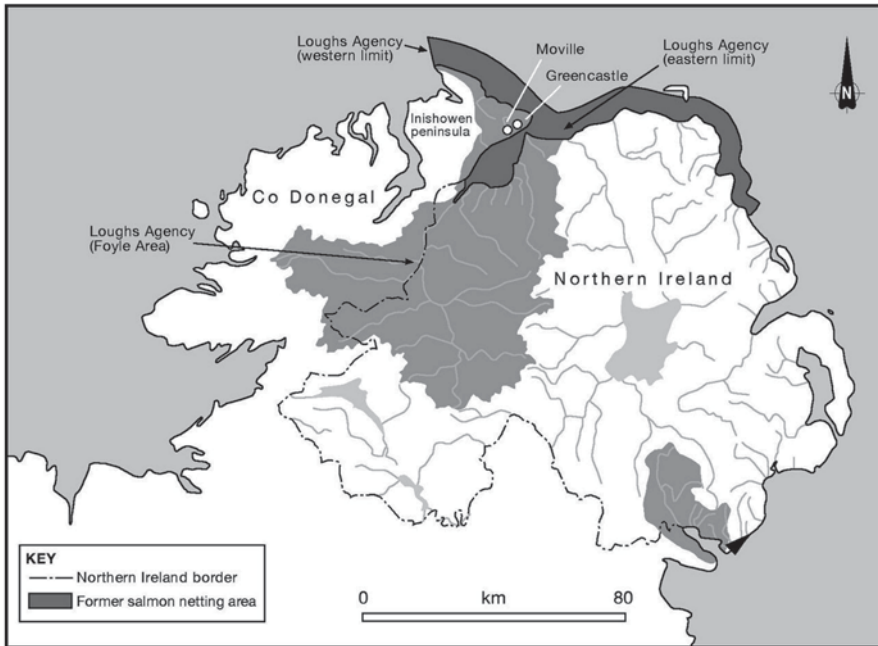 Loughs Agency
(western limit)
Moville
Greencastle
Loughs Agency
(eastern limit)
N
Inishowen
peninsula
Co Donegal
Loughs Agency
(Foyle Area)
Northern Ireland
KEY
Northern Ireland border
Former salmon netting area
0 km 80